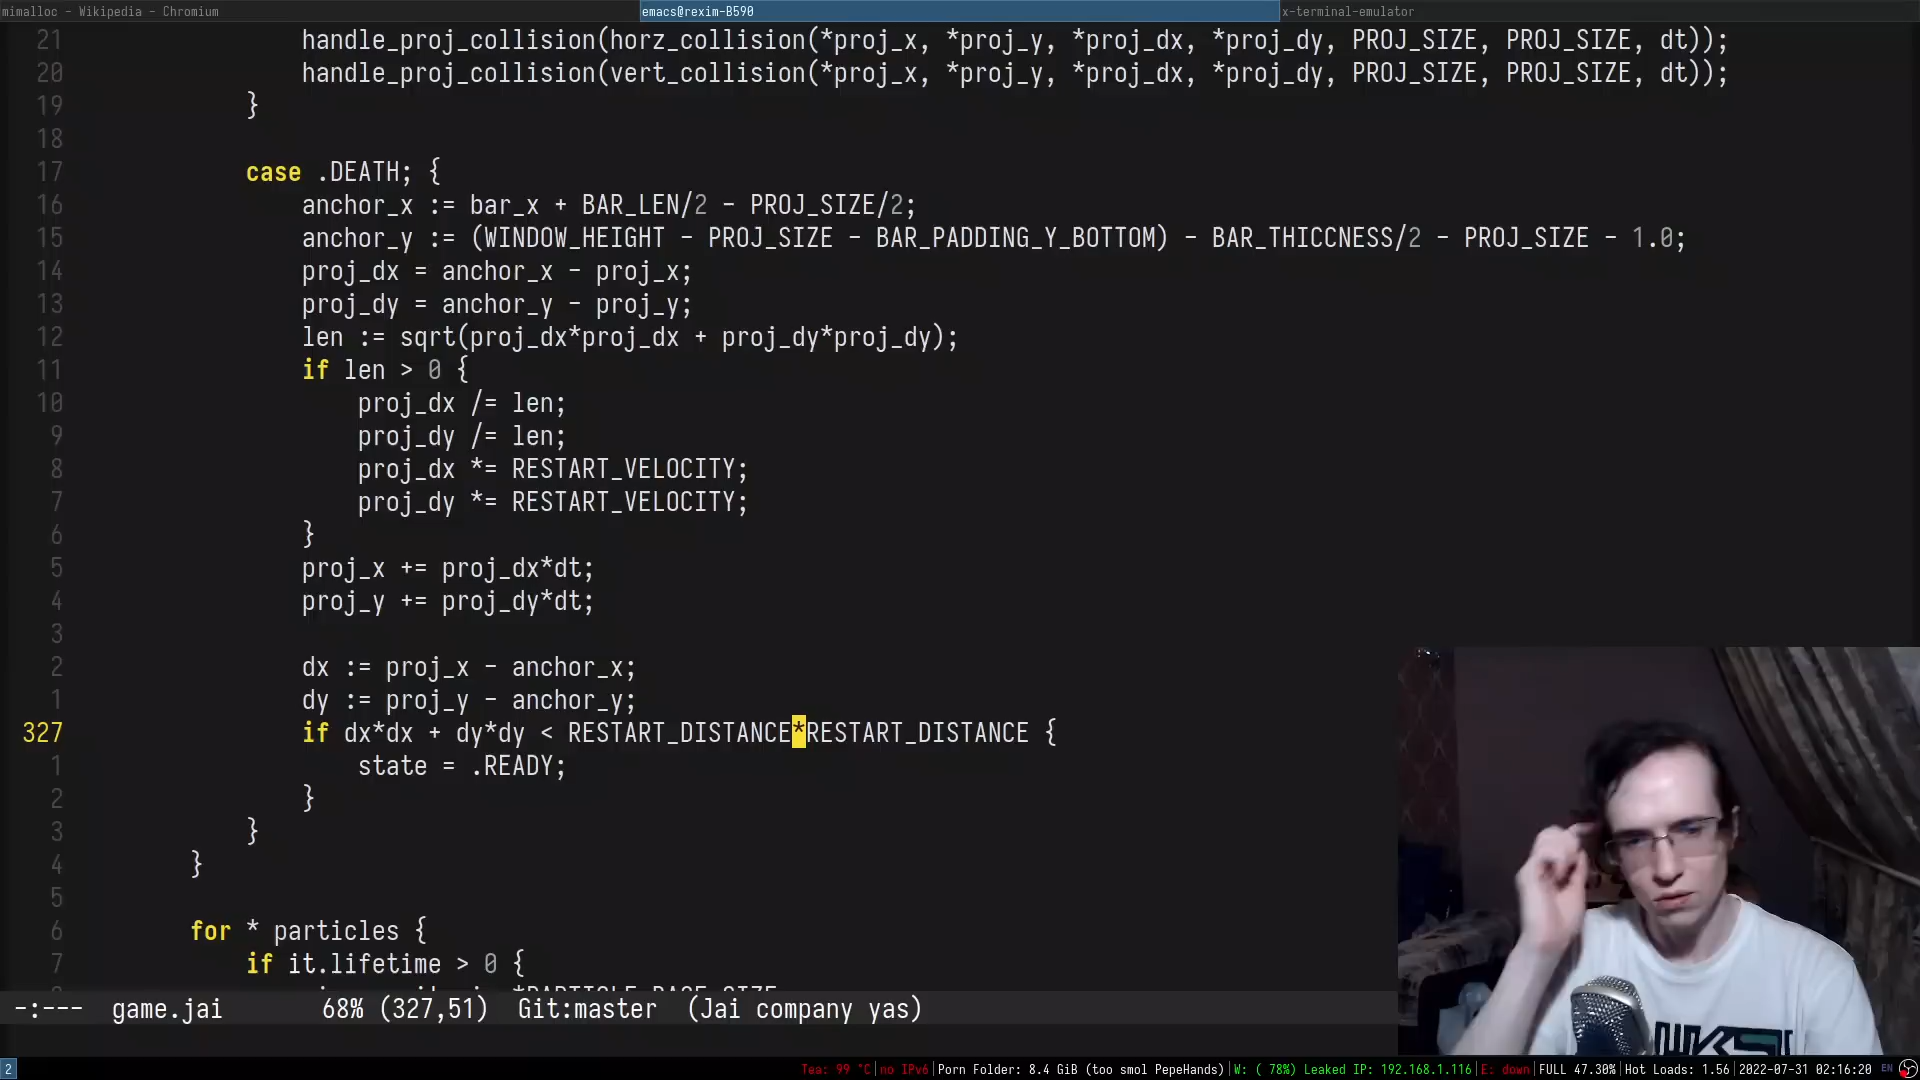 mimalloc - Wikipedia - Chromium
emacs@rexim-B590
x-terminal-emulator
21 handle_proj_collision(horz_collision(*proj_x, *proj_y, *proj_dx, *proj_dy, PROJ_SIZE, PROJ_SIZE, dt));
20 handle_proj_collision(vert_collision(*proj_x, *proj_y, *proj_dx, *proj_dy, PROJ_SIZE, PROJ_SIZE, dt));
19 }
18
17 case .DEATH; {
16 anchor_x := bar_x + BAR_LEN/2 - PROJ_SIZE/2;
15 anchor_y := (WINDOW_HEIGHT - PROJ_SIZE - BAR_PADDING_Y_BOTTOM) - BAR_THICCNESS/2 - PROJ_SIZE - 1.0;
14 proj_dx = anchor_x - proj_x;
13 proj_dy = anchor_y - proj_y;
12 len := sqrt(proj_dx*proj_dx + proj_dy*proj_dy);
11 if len > 0 {
10 proj_dx /= len;
9 proj_dy /= len;
8 proj_dx *= RESTART_VELOCITY;
7 proj_dy *= RESTART_VELOCITY;
6 }
5 proj_x += proj_dx*dt;
4 proj_y += proj_dy*dt;
3
2 dx := proj_x - anchor_x;
1 dy := proj_y - anchor_y;
327 if dx*dx + dy*dy < RESTART_DISTANCE*RESTART_DISTANCE {
1 state = .READY;
2 }
3 }
4 }
5
6 for * particles {
7 if it.lifetime > 0 {
-:--- game.jai 68% (327,51) Git:master (Jai company yas)
2 Tea: 99 °C|no IPv6|Porn Folder: 8.4 GiB (too smol PepeHands)|W: ( 78%) Leaked IP: 192.168.1.116|E: down|FULL 47.30%|Hot Loads: 1.56|2022-07-31 02:16:20 EN